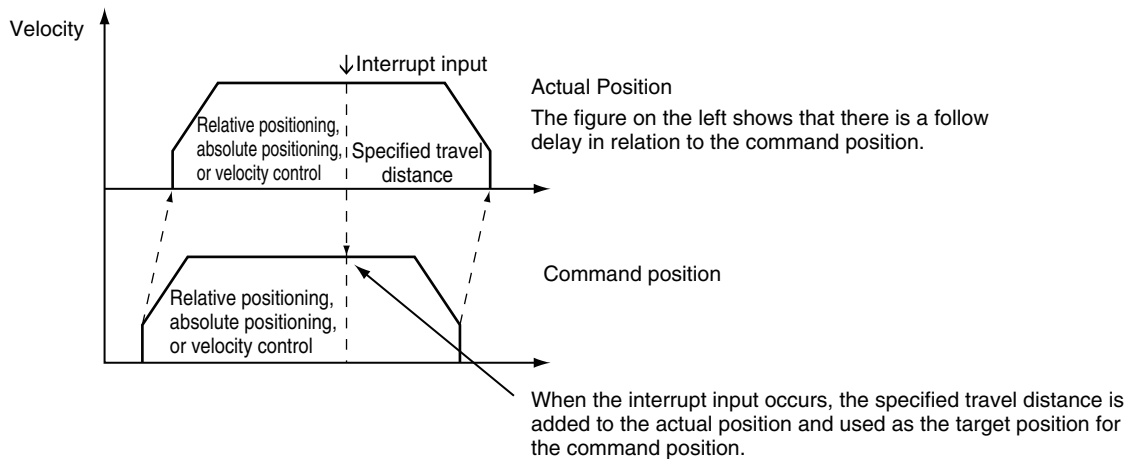 Velocity
Interrupt input
Relative positioning,
absolute positioning,
or velocity control
Specified travel
distance
Actual Position
The figure on the left shows that there is a follow
delay in relation to the command position.
Relative positioning,
absolute positioning,
or velocity control
Command position
When the interrupt input occurs, the specified travel distance is
added to the actual position and used as the target position for
the command position.